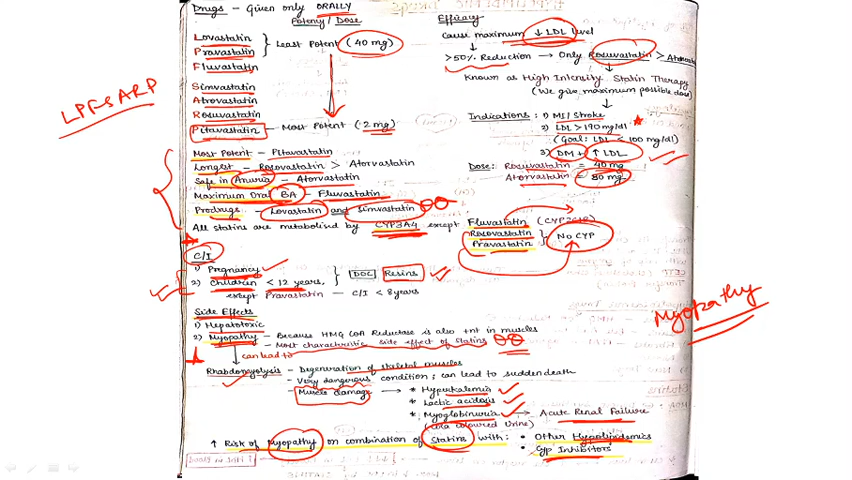 Drugs - Given only ORALLY
Potency / Dose
Lovastatin
Pravastatin
Fluvastatin
} Least Potent (40 mg)
Simvastatin
Atrovastatin
Rosuvastatin
Pitavastatin - Most Potent (2 mg)
LPFSARP
Most Potent - Pitavastatin
Longest - Rosovastatin > Atorvastatin
Safe in Anuria - Atorvastatin
Maximum Oral BA - Fluvastatin
Prodrugs - Lovastatin and Simvastatin
All statins are metabolised by CYP3A4 except Fluvastatin (CYP2C9)
Rosovastatin
Pravastatin
} No CYP
Efficacy
Cause maximum ↓ LDL level
>50% Reduction → Only Rosuvastatin >
Known as High Intensity Statin Therapy
(We give maximum possible dose)
Indications : 1) MI/Stroke
2) LDL >190 mg/dl
(Goal: LDL < 100 mg/dl)
3) DM + ↑ LDL
Dose: Rosuvastatin = 40 mg
Atorvastatin = 80 mg
C/I
1) Pregnancy
2) Children < 12 years,
} DOC Resins
except Pravastatin - C/I < 8 years
Side Effects
1) Hepatotoxic
2) Myopathy - Because HMG COA Reductase is also +nt in muscles
- Most characteristic side effect of Statins
Myopathy
can lead to
Rhabdomyolysis - Degeneration of skeletal muscles
- Very dangerous condition; can lead to sudden death
Muscle damage → * Hyperkalemia
* Lactic acidosis
* Myoglobinuria → Acute Renal Failure
coloured Urine)
↑ Risk of Myopathy on combination of Statins with: • Other Hypolipidemics
• Cyp Inhibitors